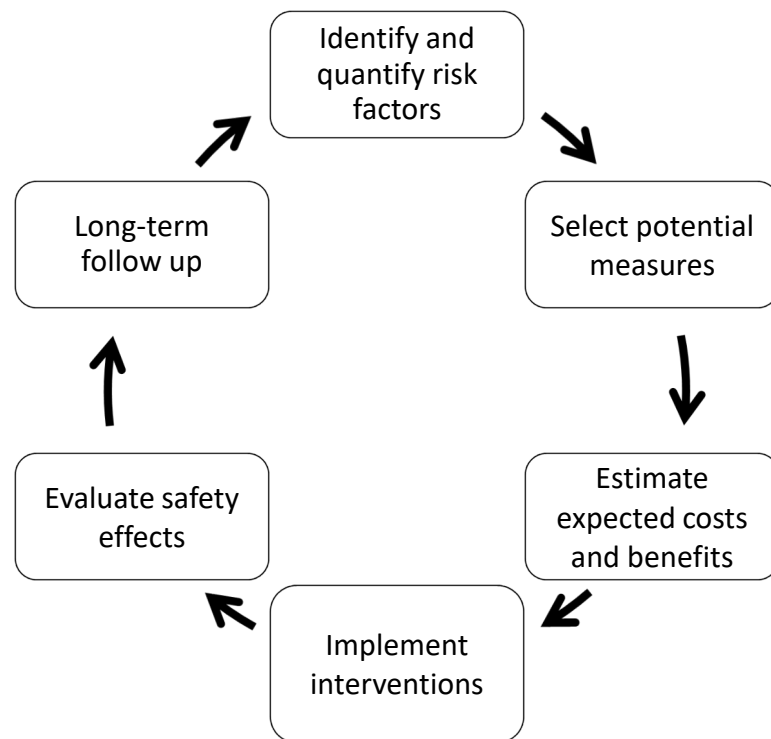 Identify and
quantify risk
factors
Select potential
measures
Estimate
expected costs
and benefits
Implement
interventions
Evaluate safety
effects
Long-term
follow up